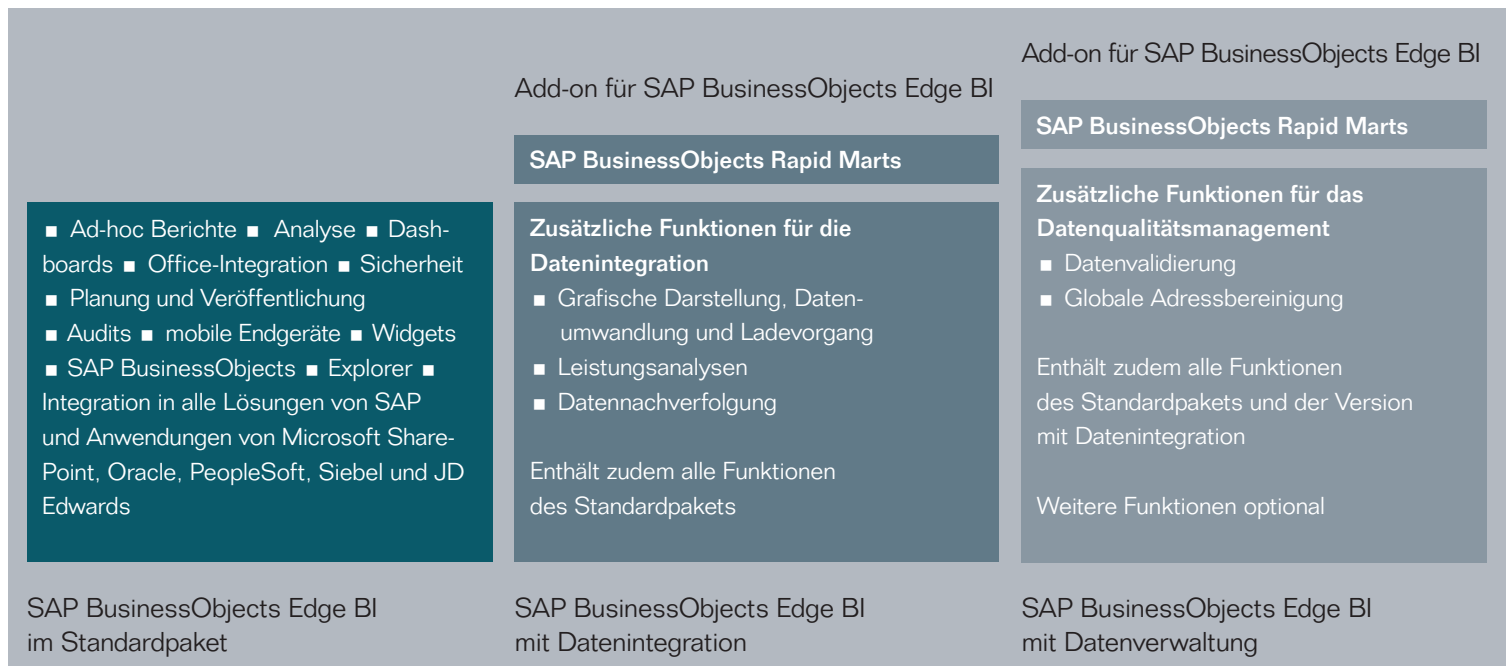 ■ Ad-hoc Berichte ■ Analyse ■ Dash-
boards ■ Office-Integration ■ Sicherheit
■ Planung und Veröffentlichung
■ Audits ■ mobile Endgeräte ■ Widgets
■ SAP BusinessObjects ■ Explorer ■
Integration in alle Lösungen von SAP
und Anwendungen von Microsoft Share-
Point, Oracle, PeopleSoft, Siebel und JD
Edwards
SAP BusinessObjects Edge BI
im Standardpaket
Add-on für SAP BusinessObjects Edge BI
SAP BusinessObjects Rapid Marts
Zusätzliche Funktionen für die
Datenintegration
■ Grafische Darstellung, Daten-
umwandlung und Ladevorgang
■ Leistungsanalysen
■ Datennachverfolgung
Enthält zudem alle Funktionen
des Standardpakets
SAP BusinessObjects Edge BI
mit Datenintegration
Add-on für SAP BusinessObjects Edge BI
SAP BusinessObjects Rapid Marts
Zusätzliche Funktionen für das
Datenqualitätsmanagement
■ Datenvalidierung
■ Globale Adressbereinigung
Enthält zudem alle Funktionen
des Standardpakets und der Version
mit Datenintegration
Weitere Funktionen optional
SAP BusinessObjects Edge BI
mit Datenverwaltung